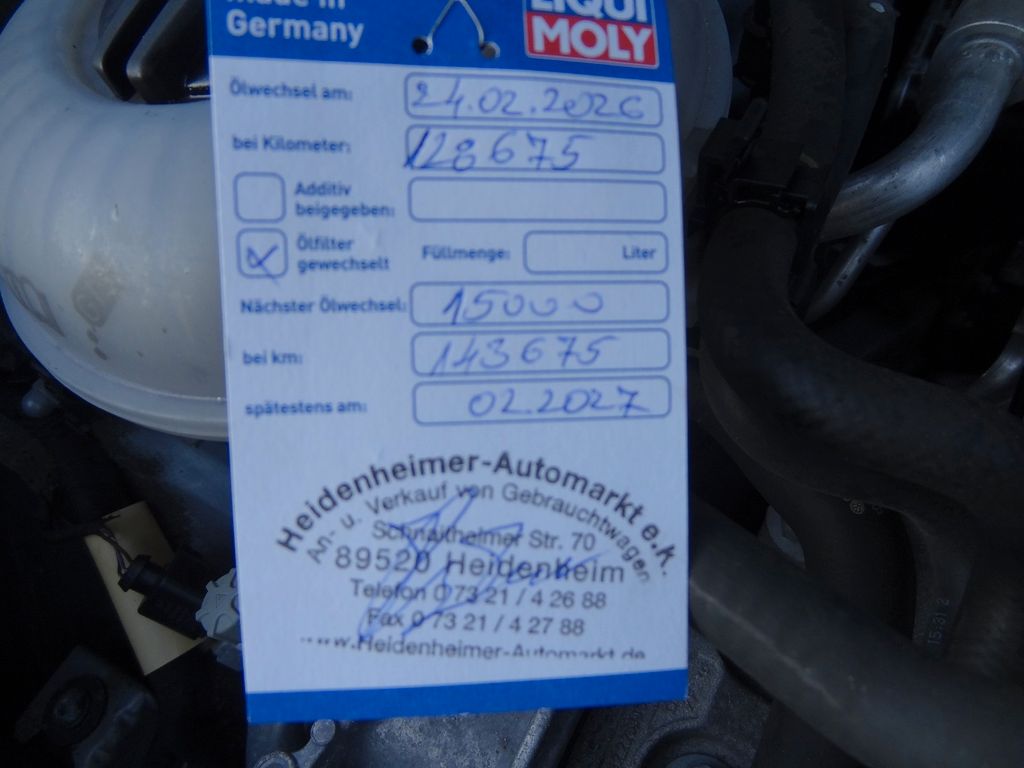 Made in
Germany
LIQUI
MOLY
Ölwechsel am: 24.02.2026
bei Kilometer: 128675
Additiv
beigegeben:
Ölfilter
gewechselt
Füllmenge: Liter
Nächster Ölwechsel: 15000
bei km: 143675
spätestens am: 02.2027
Heidenheimer-Automarkt e.K.
An- u. Verkauf von Gebrauchtwagen
Schnaitheimer Str. 70
89520 Heidenheim
Telefon 0 73 21 / 4 26 88
Fax 0 73 21 / 4 27 88
www.Heidenheimer-Automarkt.de